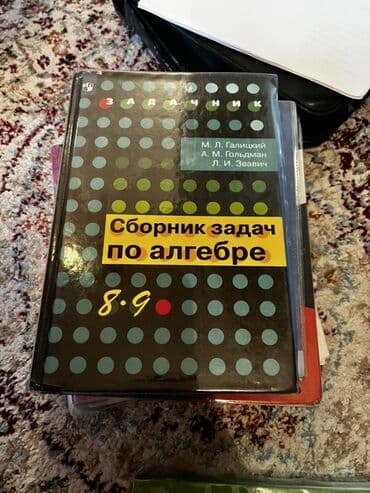 ЗАДАЧНИК
М. Л. Галицкий
А. М. Гольдман
Л. И. Звавич
Сборник задач
по алгебре
8•9